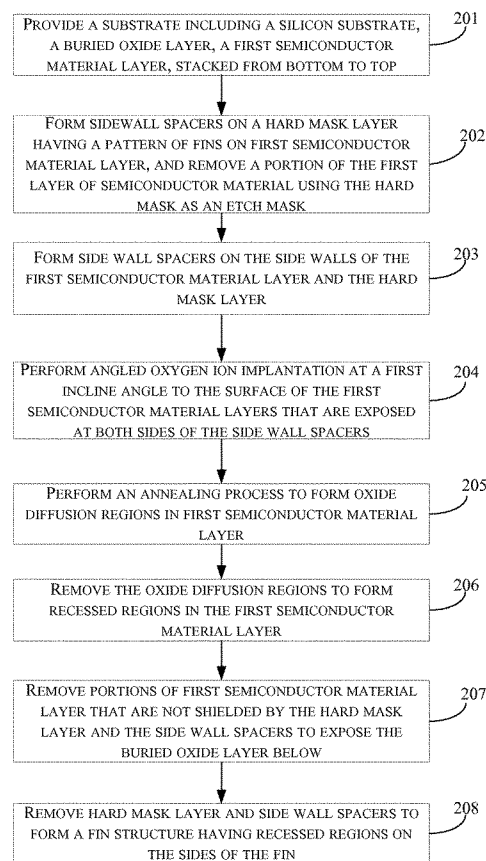 PROVIDE A SUBSTRATE INCLUDING A SILICON SUBSTRATE,
A BURIED OXIDE LAYER, A FIRST SEMICONDUCTOR
MATERIAL LAYER, STACKED FROM BOTTOM TO TOP
201
FORM SIDEWALL SPACERS ON A HARD MASK LAYER
HAVING A PATTERN OF FINS ON FIRST SEMICONDUCTOR
MATERIAL LAYER, AND REMOVE A PORTION OF THE FIRST
LAYER OF SEMICONDUCTOR MATERIAL USING THE HARD
MASK AS AN ETCH MASK
202
FORM SIDE WALL SPACERS ON THE SIDE WALLS OF THE
FIRST SEMICONDUCTOR MATERIAL LAYER AND THE HARD
MASK LAYER
203
PERFORM ANGLED OXYGEN ION IMPLANTATION AT A FIRST
INCLINE ANGLE TO THE SURFACE OF THE FIRST
SEMICONDUCTOR MATERIAL LAYERS THAT ARE EXPOSED
AT BOTH SIDES OF THE SIDE WALL SPACERS
204
PERFORM AN ANNEALING PROCESS TO FORM OXIDE
DIFFUSION REGIONS IN FIRST SEMICONDUCTOR MATERIAL
LAYER
205
REMOVE THE OXIDE DIFFUSION REGIONS TO FORM
RECESSED REGIONS IN THE FIRST SEMICONDUCTOR
MATERIAL LAYER
206
REMOVE PORTIONS OF FIRST SEMICONDUCTOR MATERIAL
LAYER THAT ARE NOT SHIELDED BY THE HARD MASK
LAYER AND THE SIDE WALL SPACERS TO EXPOSE THE
BURIED OXIDE LAYER BELOW
207
REMOVE HARD MASK LAYER AND SIDE WALL SPACERS TO
FORM A FIN STRUCTURE HAVING RECESSED REGIONS ON
THE SIDES OF THE FIN
208